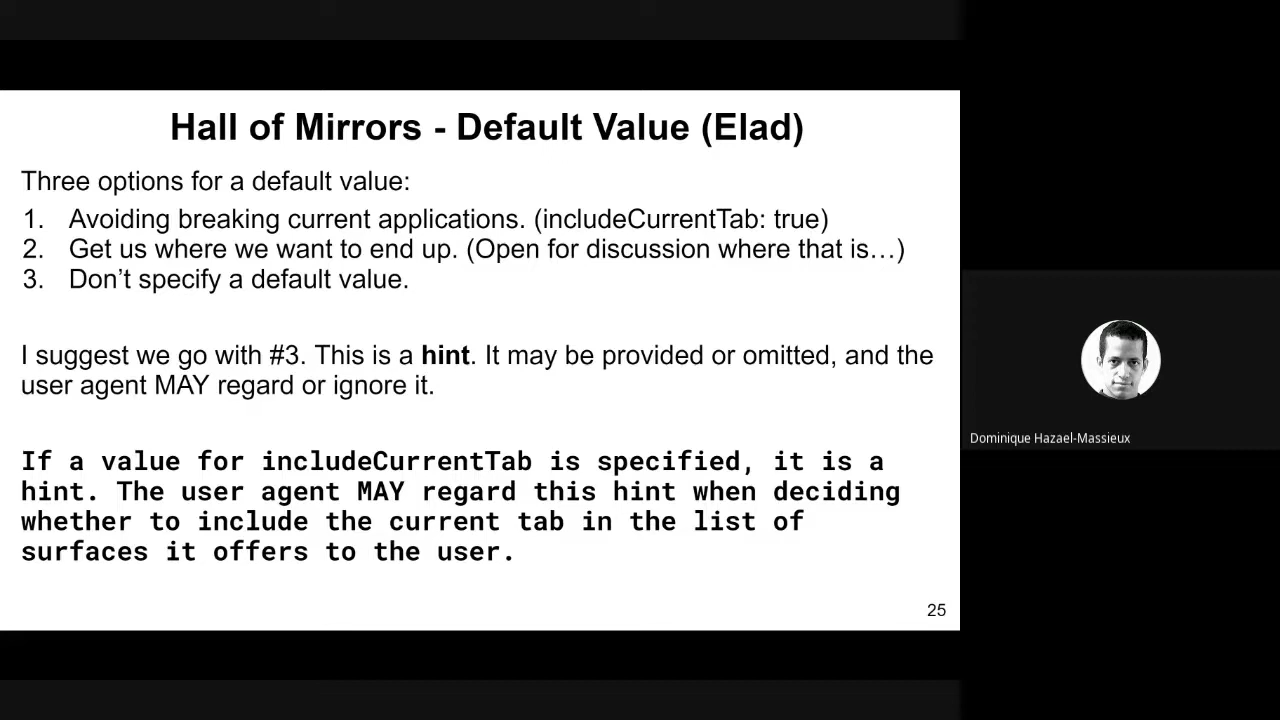 Hall of Mirrors - Default Value (Elad)
Three options for a default value:
1. Avoiding breaking current applications. (includeCurrentTab: true)
2. Get us where we want to end up. (Open for discussion where that is…)
3. Don’t specify a default value.
I suggest we go with #3. This is a hint. It may be provided or omitted, and the
user agent MAY regard or ignore it.
If a value for includeCurrentTab is specified, it is a
hint. The user agent MAY regard this hint when deciding
whether to include the current tab in the list of
surfaces it offers to the user.
25
Dominique Hazael-Massieux